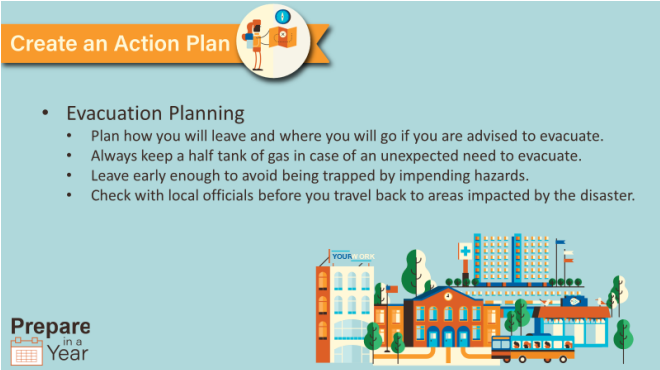 Create an Action Plan
• Evacuation Planning
• Plan how you will leave and where you will go if you are advised to evacuate.
• Always keep a half tank of gas in case of an unexpected need to evacuate.
• Leave early enough to avoid being trapped by impending hazards.
• Check with local officials before you travel back to areas impacted by the disaster.
YOURWORK
Prepare
in a
Year